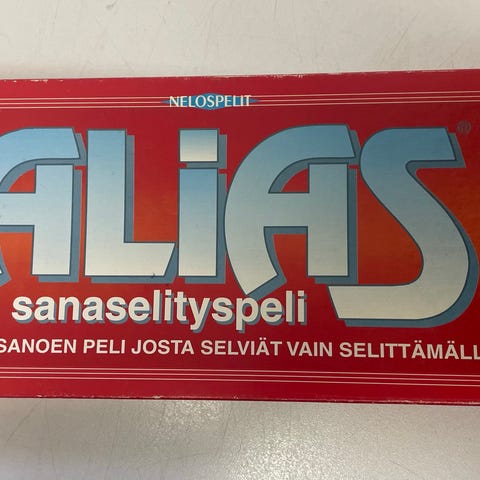 NELOSPELIT
ALiAS®
sanaselityspeli
SANOEN PELI JOSTA SELVIÄT VAIN SELITTÄMÄLL